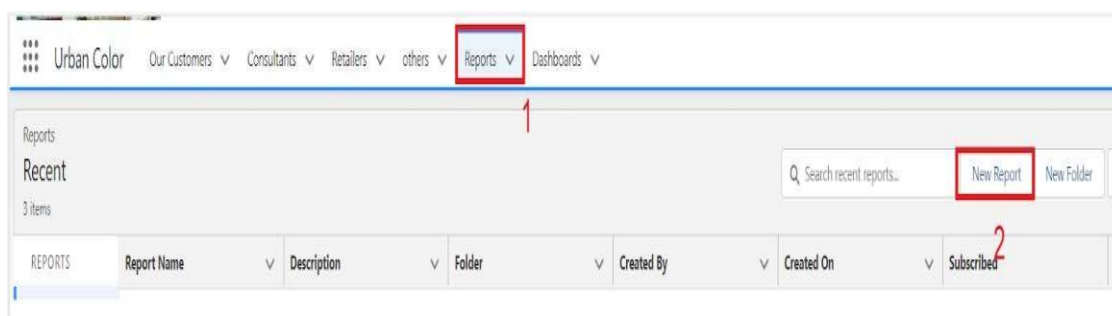 Urban Color Our Customers Consultants Retailers others Reports Dashboards
1
Reports
Recent
3 items
Search recent reports... New Report New Folder
2
REPORTS Report Name Description Folder Created By Created On Subscribed